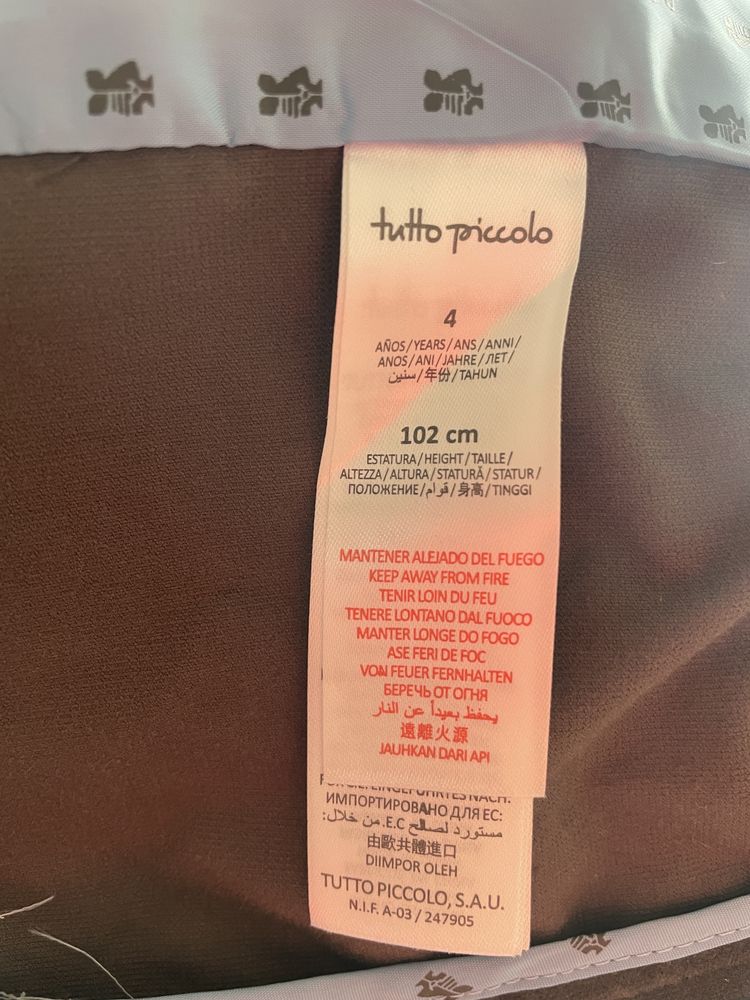 tutto piccolo
4
AÑOS/YEARS/ANS/ANNI/
ANOS/ANI/JAHRE/ЛЕТ/
سنين/年份/TAHUN
102 cm
ESTATURA/HEIGHT/TAILLE/
ALTEZZA/ALTURA/STATURĂ/STATUR/
ПОЛОЖЕНИЕ/قوام/身高/TINGGI
MANTENER ALEJADO DEL FUEGO
KEEP AWAY FROM FIRE
TENIR LOIN DU FEU
TENERE LONTANO DAL FUOCO
MANTER LONGE DO FOGO
ASE FERI DE FOC
VON FEUER FERNHALTEN
БЕРЕЧЬ ОТ ОГНЯ
يحفظ بعيداً عن النار
遠離火源
JAUHKAN DARI API
EINGEFÜHRTES NACH:
ИМПОРТИРОВАНО ДЛЯ ЕС:
مستورد لصالح E.C. من خلال:
由歐共體進口
DIIMPOR OLEH
TUTTO PICCOLO, S.A.U.
N.I.F. A-03 / 247905